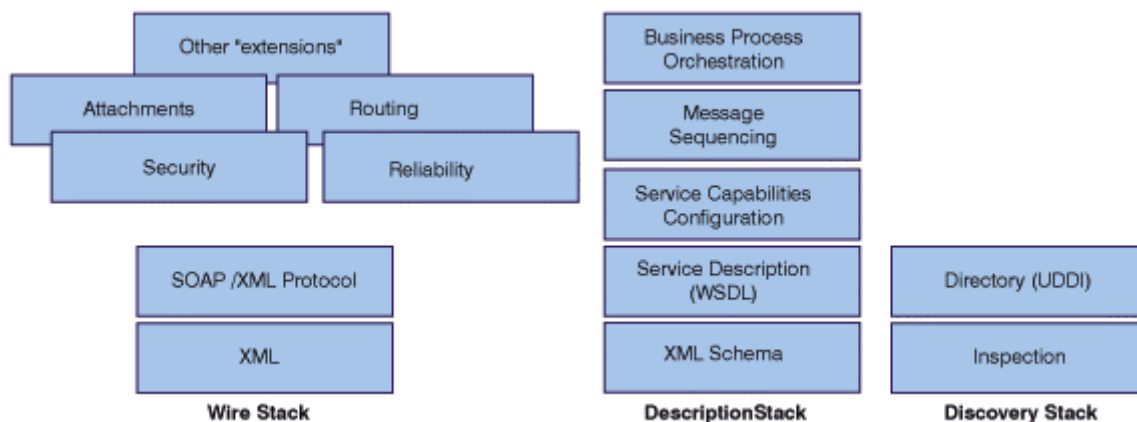 Other "extensions"
Attachments
Routing
Security
Reliability
SOAP /XML Protocol
XML
Wire Stack
Business Process
Orchestration
Message
Sequencing
Service Capabilities
Configuration
Service Description
(WSDL)
XML Schema
DescriptionStack
Directory (UDDI)
Inspection
Discovery Stack